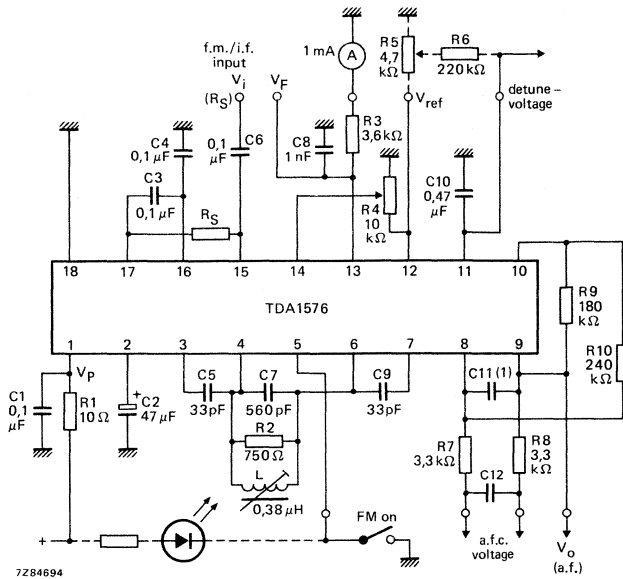 f.m./i.f.
input
Vi
(RS)
VF
1 mA
A
R5
4,7
kΩ
R6
220 kΩ
Vref
detune-
voltage
C4
0,1 µF
0,1
µF
C6
C8
1 nF
R3
3,6 kΩ
C3
0,1 µF
R4
10
kΩ
C10
0,47
µF
RS
18
17
16
15
14
13
12
11
10
TDA1576
R9
180
kΩ
R10
240
kΩ
1
2
3
4
5
6
7
8
9
VP
C1
0,1
µF
R1
10 Ω
+
C2
47 µF
C5
33 pF
C7
560 pF
C9
33 pF
C11 (1)
R2
750 Ω
L
0,38 µH
R7
3,3 kΩ
R8
3,3
kΩ
C12
+
FM on
a.f.c.
voltage
Vo
(a.f.)
7Z84694